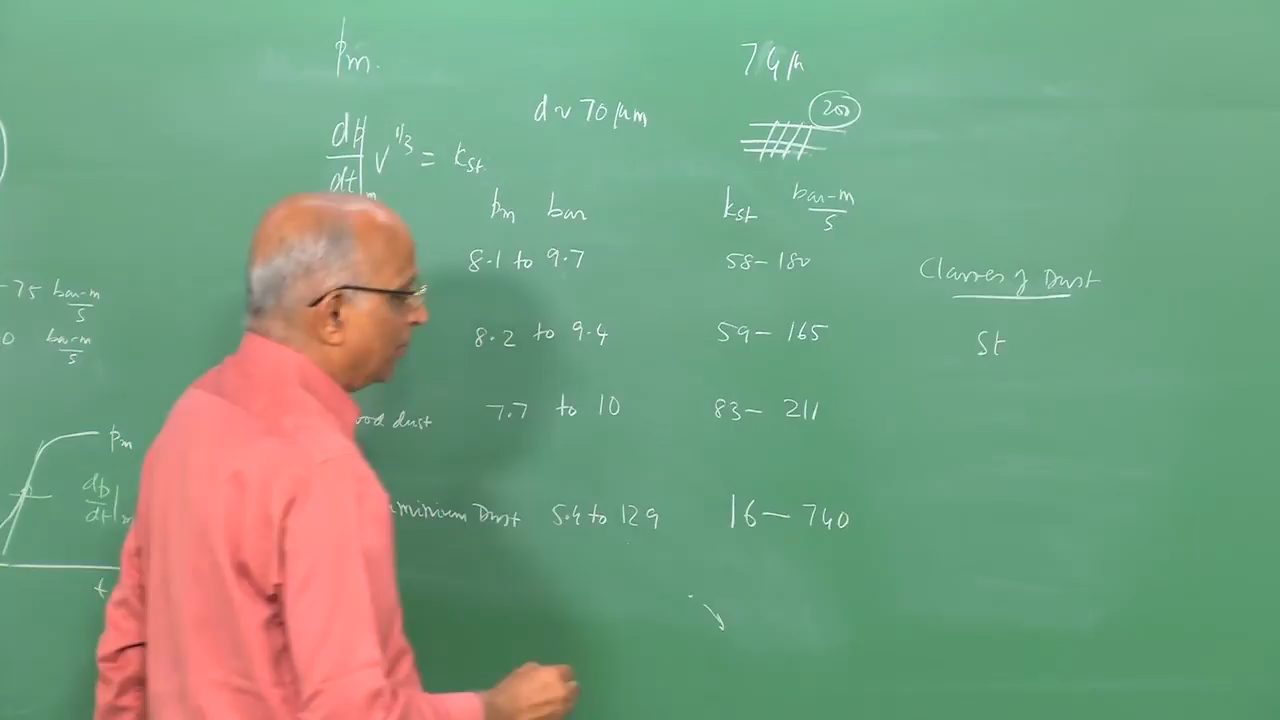 pm.
74 μ
d ~ 70 μm
200
dp/dt|m V^1/3 = kst.
pm bar
kst bar-m/s
8.1 to 9.7
58-180
Classes of Dust
-75 bar-m/s
0 bar-m/s
8.2 to 9.4
59-165
St
7.7 to 10
83-211
ood dust
pm
dp/dt|m
minium Dust 5.4 to 129
16-740
t